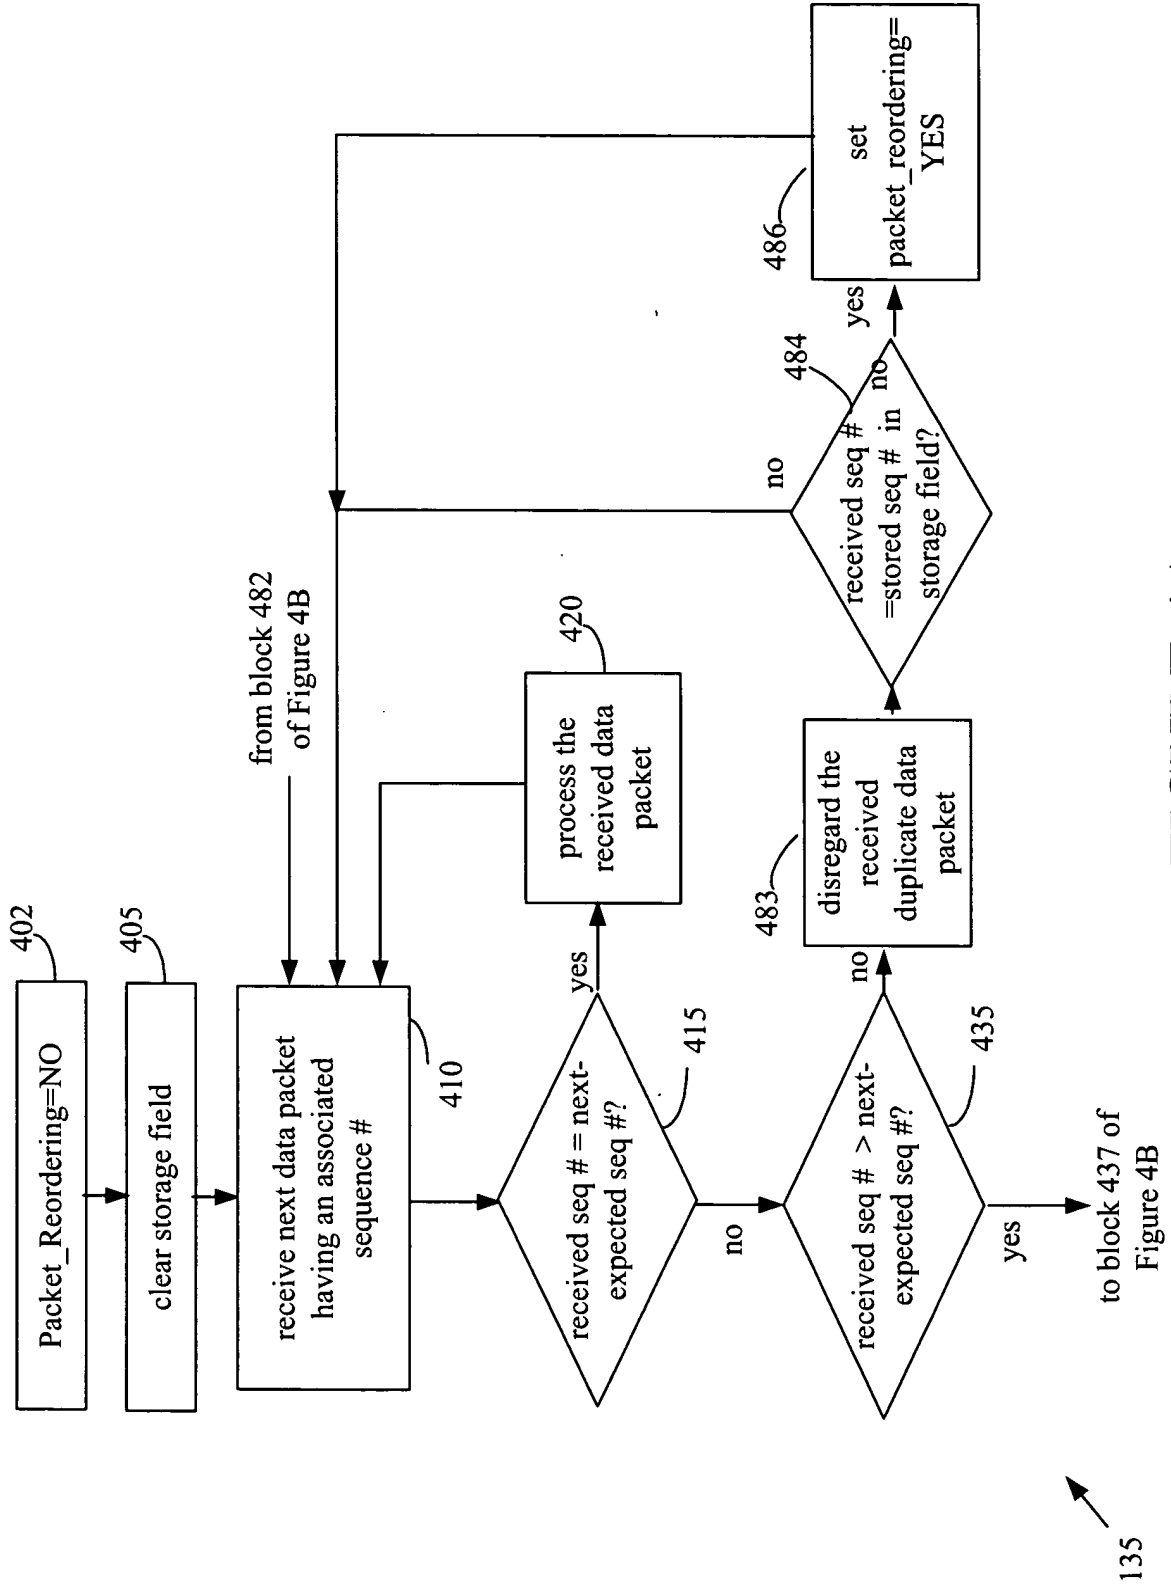 402
Packet_Reordering=NO
405
clear storage field
from block 482
of Figure 4B
receive next data packet
having an associated
sequence #
410
420
process the
received data
packet
yes
received seq # = next-
expected seq #?
415
no
received seq # > next-
expected seq #?
435
no
483
disregard the
received
duplicate data
packet
no
484
received seq #
no
=stored seq # in
storage field?
yes
486
set
packet_reordering=
YES
yes
to block 437 of
Figure 4B
135